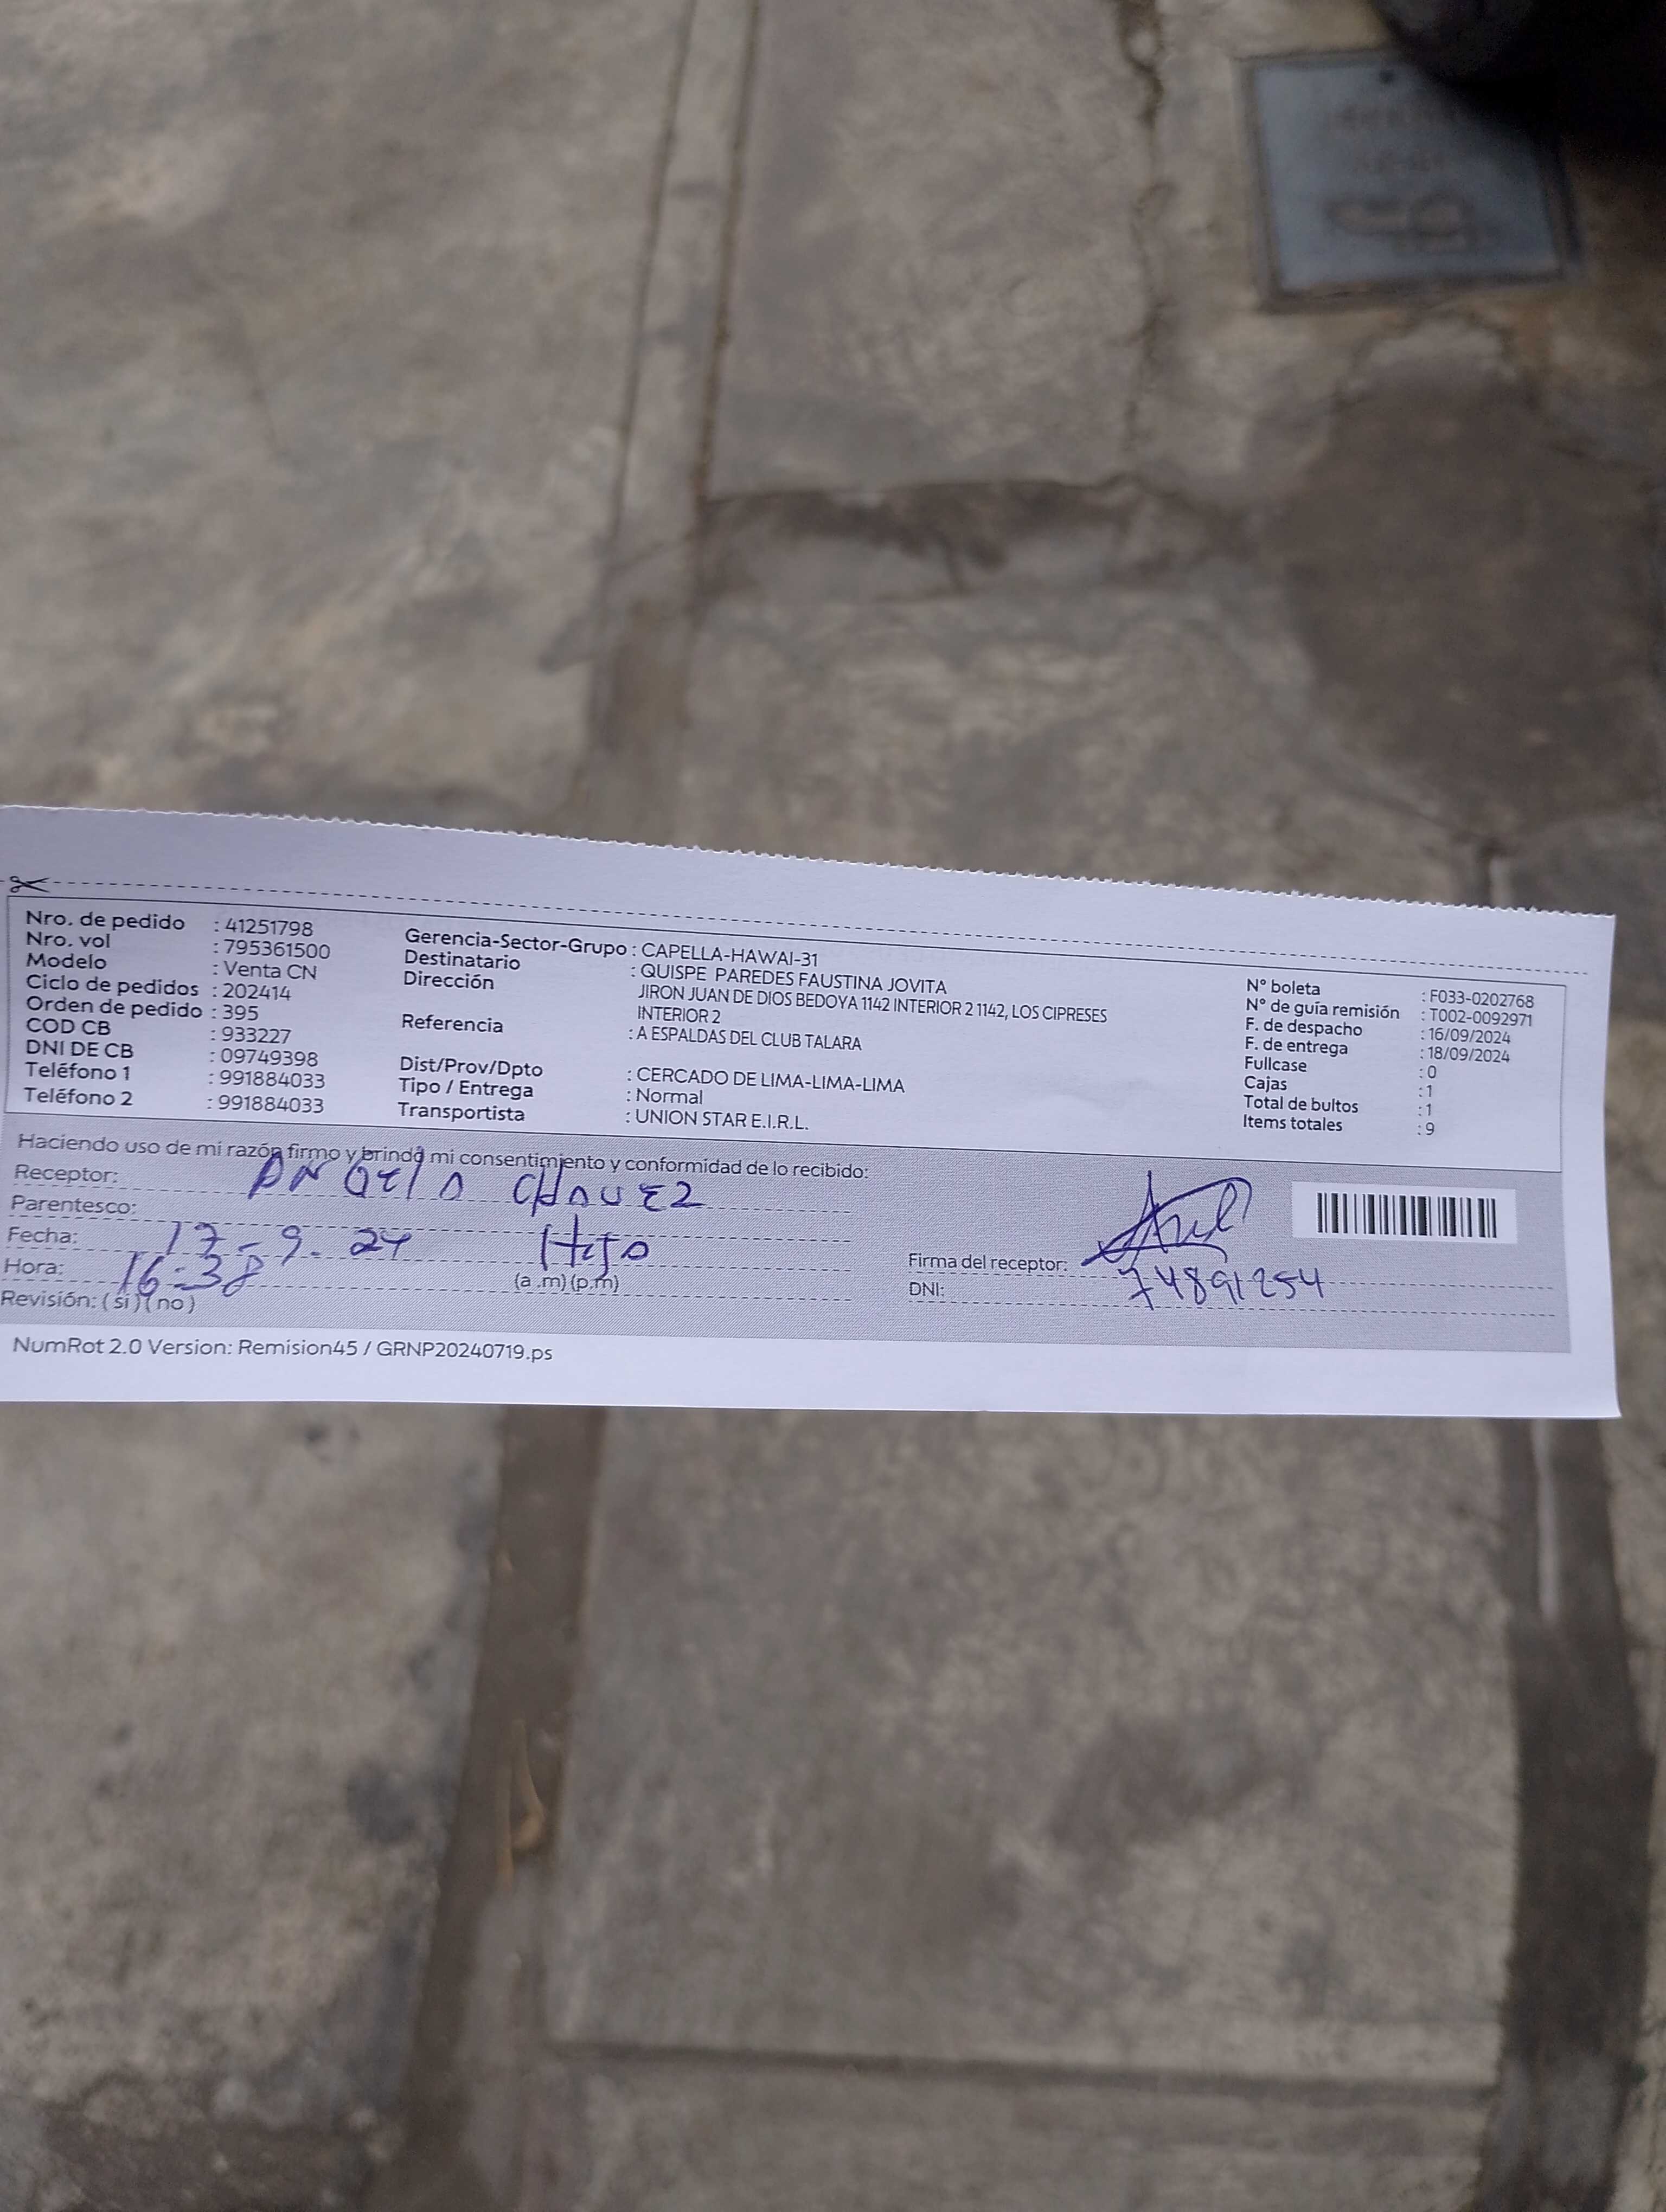 Nro. de pedido : 41251798
Nro. vol : 795361500
Modelo : Venta CN
Ciclo de pedidos : 202414
Orden de pedido : 395
COD CB : 933227
DNI DE CB : 09749398
Teléfono 1 : 991884033
Teléfono 2 : 991884033
Gerencia-Sector-Grupo : CAPELLA-HAWAI-31
Destinatario : QUISPE PAREDES FAUSTINA JOVITA
Dirección JIRON JUAN DE DIOS BEDOYA 1142 INTERIOR 2 1142, LOS CIPRESES
INTERIOR 2
Referencia : A ESPALDAS DEL CLUB TALARA
Dist/Prov/Dpto : CERCADO DE LIMA-LIMA-LIMA
Tipo / Entrega : Normal
Transportista : UNION STAR E.I.R.L.
N° boleta : F033-0202768
N° de guía remisión : T002-0092971
F. de despacho : 16/09/2024
F. de entrega : 18/09/2024
Fullcase : 0
Cajas : 1
Total de bultos : 1
Items totales : 9
Haciendo uso de mi razón firmo y brindo mi consentimiento y conformidad de lo recibido:
Receptor: ANGELO CHAVEZ
Parentesco: Hijo
Fecha: 17-9-24
Hora: 16:38 (a.m) (p.m)
Revisión: (si) (no)
Firma del receptor:
DNI: 74891254
NumRot 2.0 Version: Remision45 / GRNP20240719.ps